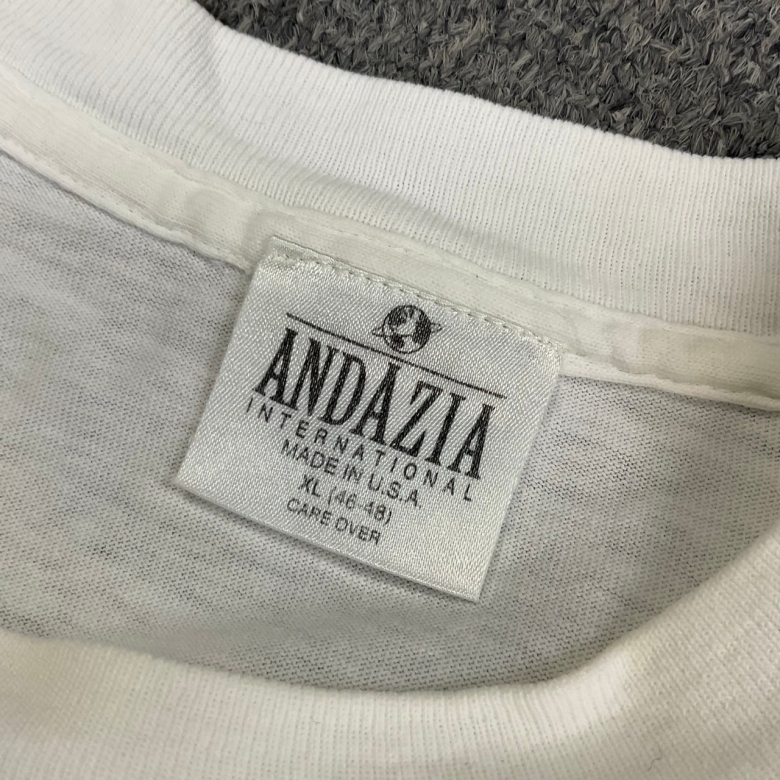 ANDAZIA
INTERNATIONAL
MADE IN U.S.A.
XL (46-48)
CARE OVER